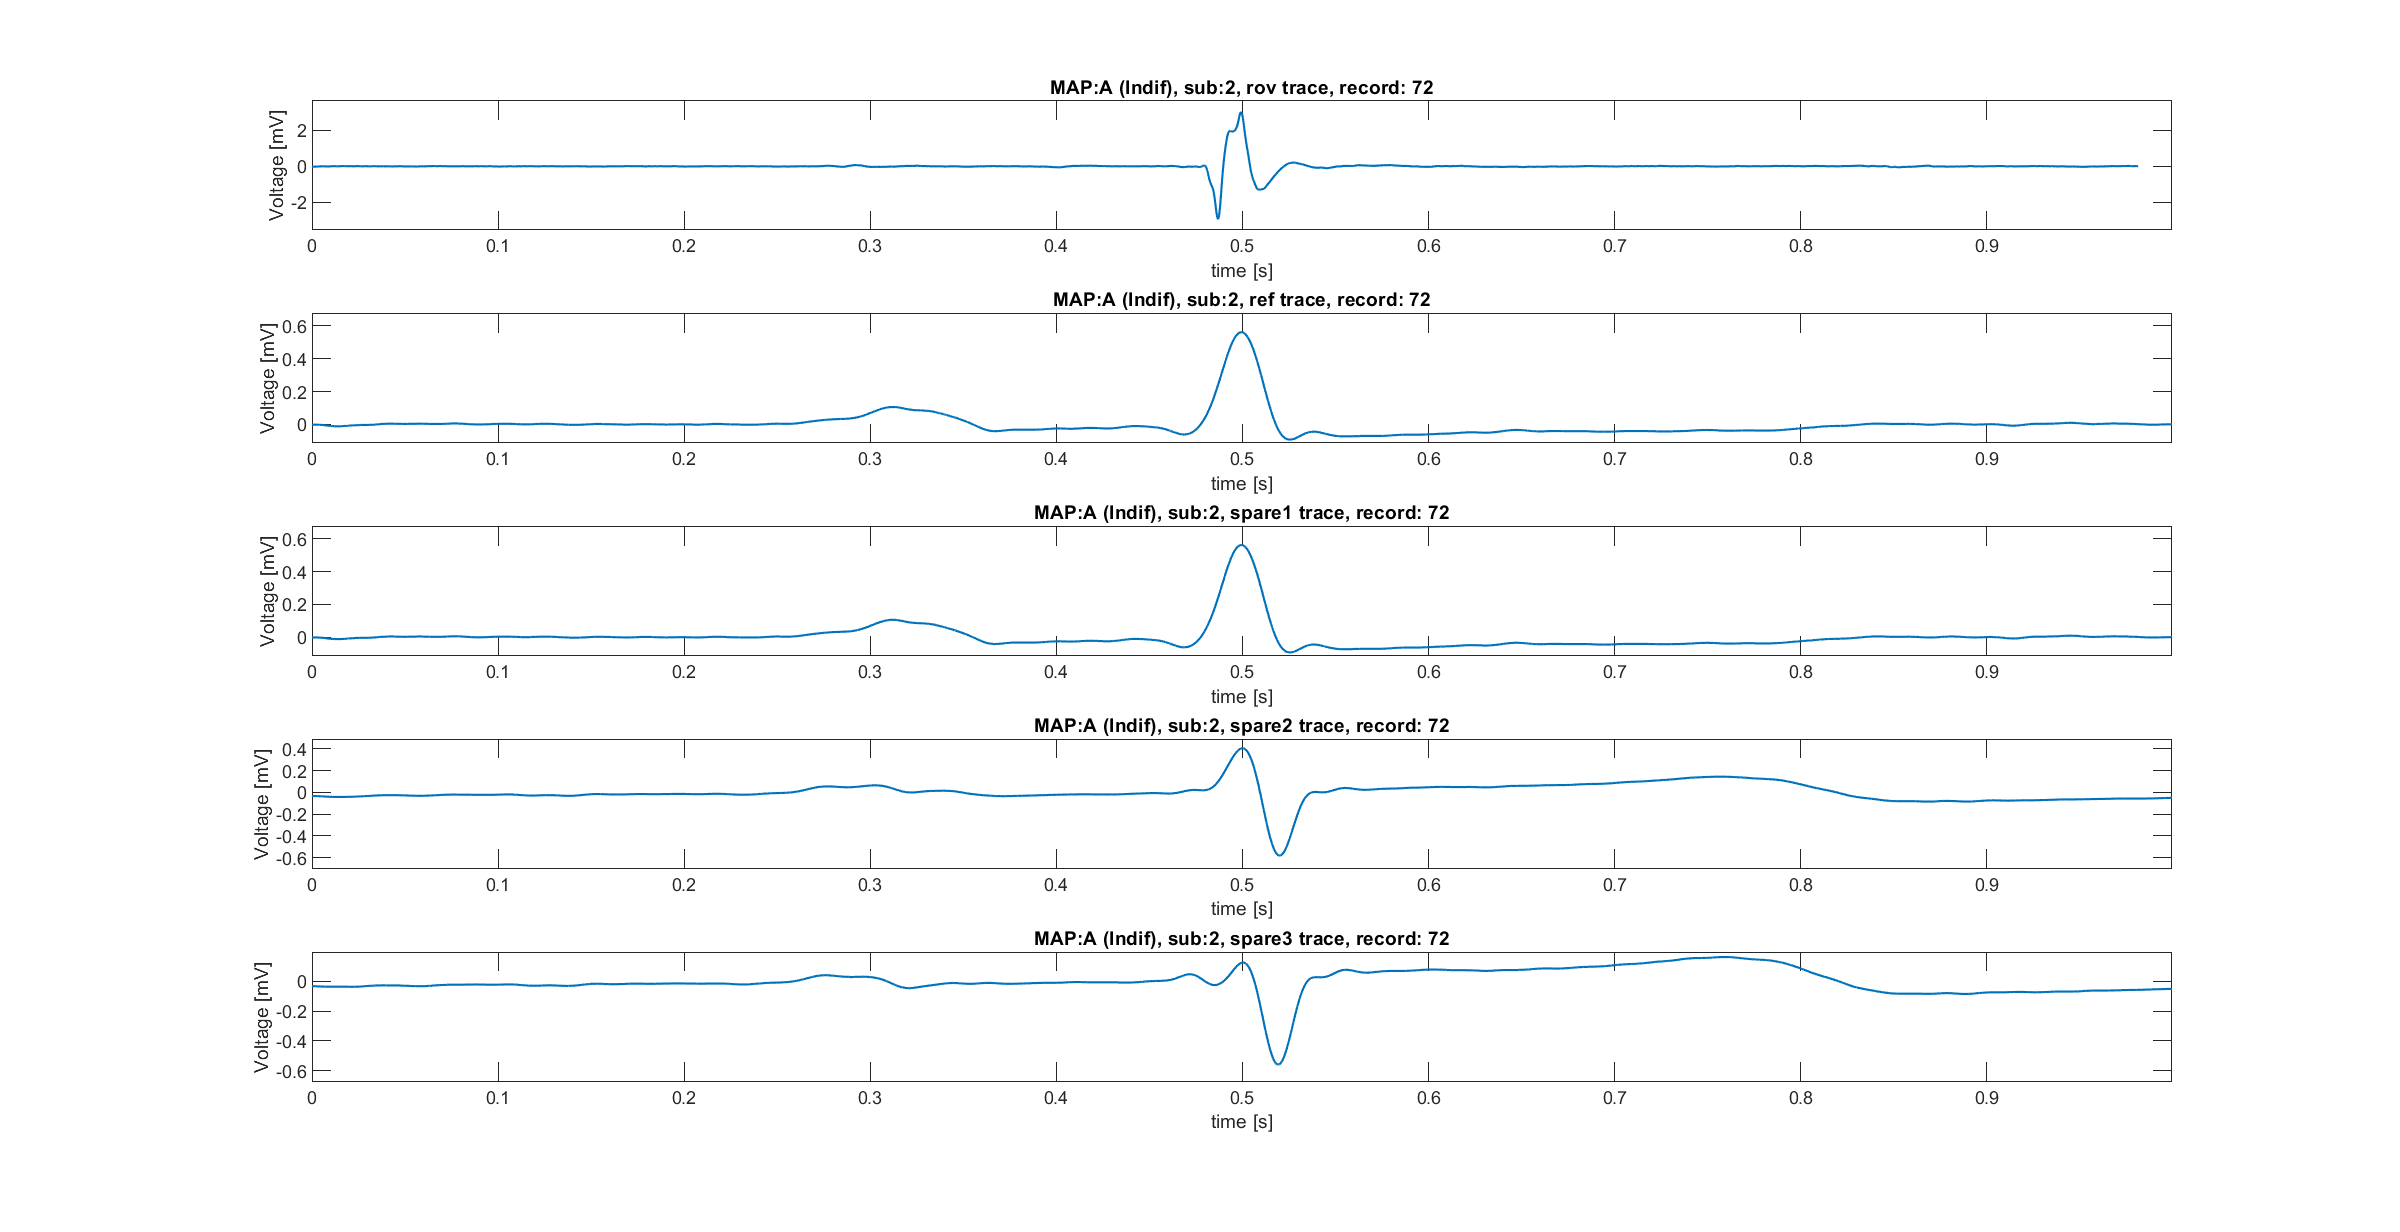 MAP:A (Indif), sub:2, rov trace, record: 72
Voltage [mV]
2
0
-2
0 0.1 0.2 0.3 0.4 0.5 0.6 0.7 0.8 0.9
time [s]
MAP:A (Indif), sub:2, ref trace, record: 72
Voltage [mV]
0.6
0.4
0.2
0
0 0.1 0.2 0.3 0.4 0.5 0.6 0.7 0.8 0.9
time [s]
MAP:A (Indif), sub:2, spare1 trace, record: 72
Voltage [mV]
0.6
0.4
0.2
0
0 0.1 0.2 0.3 0.4 0.5 0.6 0.7 0.8 0.9
time [s]
MAP:A (Indif), sub:2, spare2 trace, record: 72
Voltage [mV]
0.4
0.2
0
-0.2
-0.4
-0.6
0 0.1 0.2 0.3 0.4 0.5 0.6 0.7 0.8 0.9
time [s]
MAP:A (Indif), sub:2, spare3 trace, record: 72
Voltage [mV]
0
-0.2
-0.4
-0.6
0 0.1 0.2 0.3 0.4 0.5 0.6 0.7 0.8 0.9
time [s]